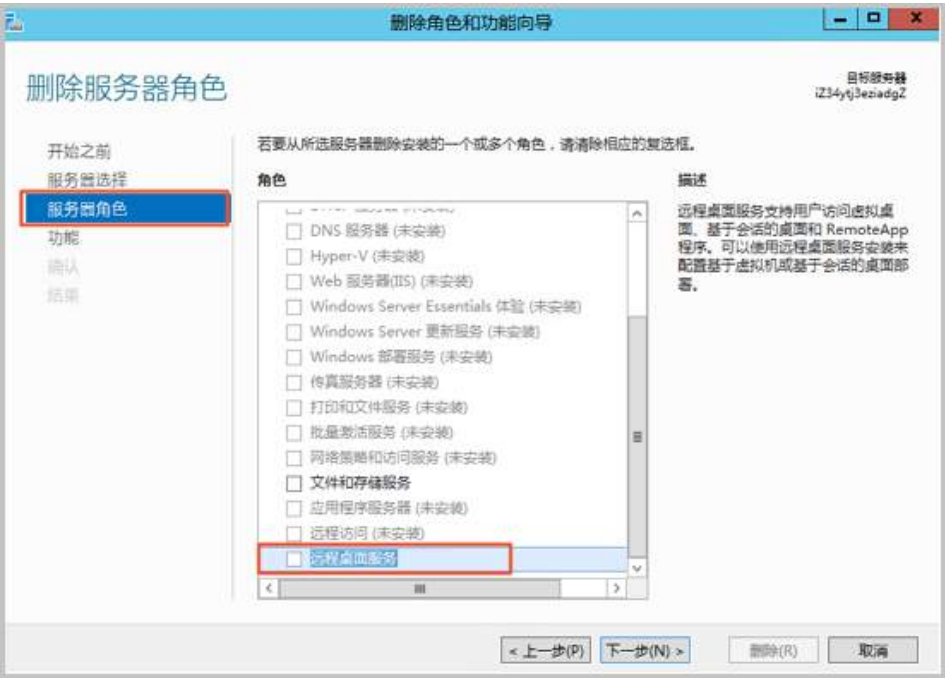 删除角色和功能向导
删除服务器角色
目标服务器
iZ34ytj3eziadgZ
开始之前
服务器选择
服务器角色
功能
确认
结果
若要从所选服务器删除安装的一个或多个角色，请清除相应的复选框。
角色
DNS 服务器 (未安装)
Hyper-V (未安装)
Web 服务器(IIS) (未安装)
Windows Server Essentials 体验 (未安装)
Windows Server 更新服务 (未安装)
Windows 部署服务 (未安装)
传真服务器 (未安装)
打印和文件服务 (未安装)
批量激活服务 (未安装)
网络策略和访问服务 (未安装)
文件和存储服务
应用程序服务器 (未安装)
远程访问 (未安装)
远程桌面服务
描述
远程桌面服务支持用户访问虚拟桌
面、基于会话的桌面和 RemoteApp
程序。可以使用远程桌面服务安装来
配置基于虚拟机或基于会话的桌面部
署。
< 上一步(P)
下一步(N) >
删除(R)
取消